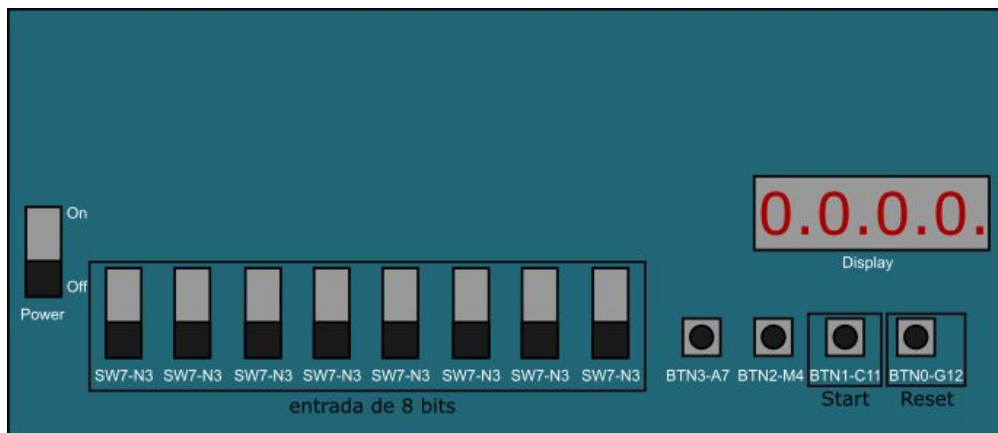 On
0.0.0.0.
Display
Off
Power
SW7-N3 SW7-N3 SW7-N3 SW7-N3 SW7-N3 SW7-N3 SW7-N3 SW7-N3
BTN3-A7 BTN2-M4 BTN1-C11 BTN0-G12
entrada de 8 bits
Start Reset